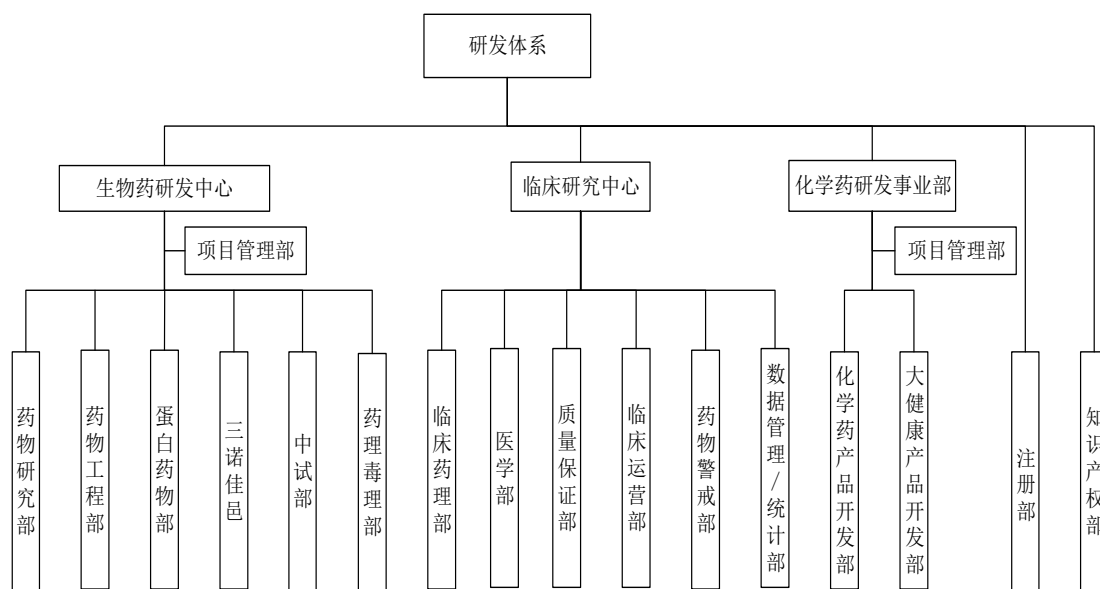 研发体系
生物药研发中心
临床研究中心
化学药研发事业部
项目管理部
项目管理部
药物研究部
药物工程部
蛋白药物部
三诺佳邑
中试部
药理毒理部
临床药理部
医学部
质量保证部
临床运营部
药物警戒部
数据管理/统计部
化学药产品开发部
大健康产品开发部
注册部
知识产权部